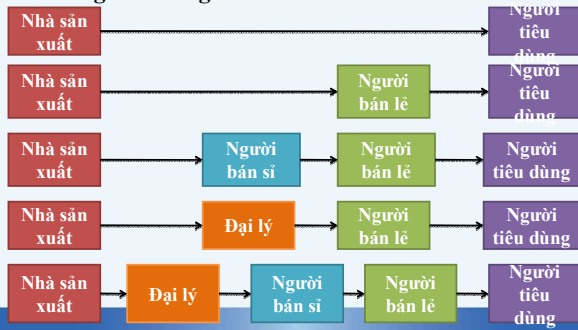 Nhà sản
xuất
Người
tiêu
dùng
Nhà sản
xuất
Người
bán lẻ
Người
tiêu
dùng
Nhà sản
xuất
Người
bán sỉ
Người
bán lẻ
Người
tiêu dùng
Nhà sản
xuất
Đại lý
Người
bán lẻ
Người
tiêu dùng
Nhà sản
xuất
Đại lý
Người
bán sỉ
Người
bán lẻ
Người
tiêu
dùng